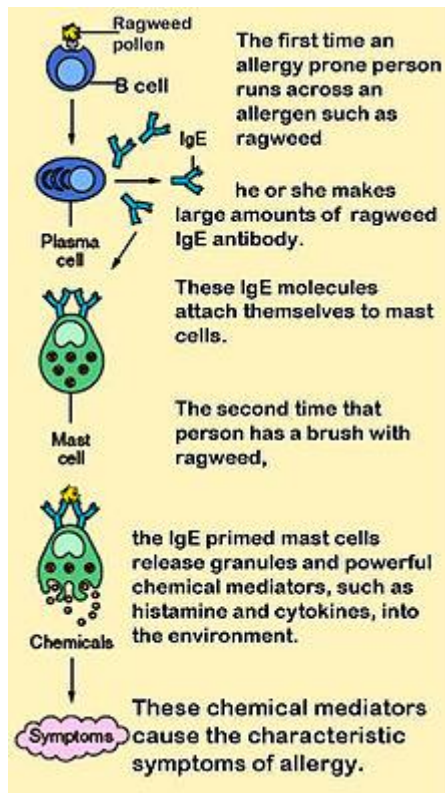 Ragweed
pollen
B cell
The first time an
allergy prone person
runs across an
allergen such as
ragweed
IgE
Plasma
cell
he or she makes
large amounts of ragweed
IgE antibody.
These IgE molecules
attach themselves to mast
cells.
Mast
cell
The second time that
person has a brush with
ragweed,
the IgE primed mast cells
release granules and powerful
chemical mediators, such as
histamine and cytokines, into
the environment.
Chemicals
Symptoms
These chemical mediators
cause the characteristic
symptoms of allergy.